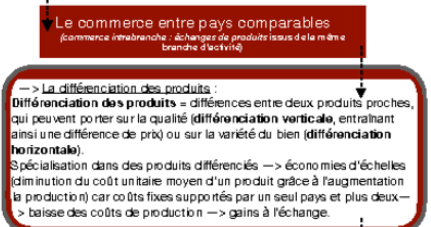 Le commerce entre pays comparables
(commerce intrabranche : échanges de produits issus de la même
branche d'activité)
—> La différenciation des produits :
Différenciation des produits = différences entre deux produits proches,
qui peuvent porter sur la qualité (différenciation verticale, entraînant
ainsi une différence de prix) ou sur la variété du bien (différenciation
horizontale).
Spécialisation dans des produits différenciés —> économies d'échelles
(diminution du coût unitaire moyen d'un produit grâce à l'augmentation
la production) car coûts fixes supportés par un seul pays et plus deux—
> baisse des coûts de production —> gains à l'échange.